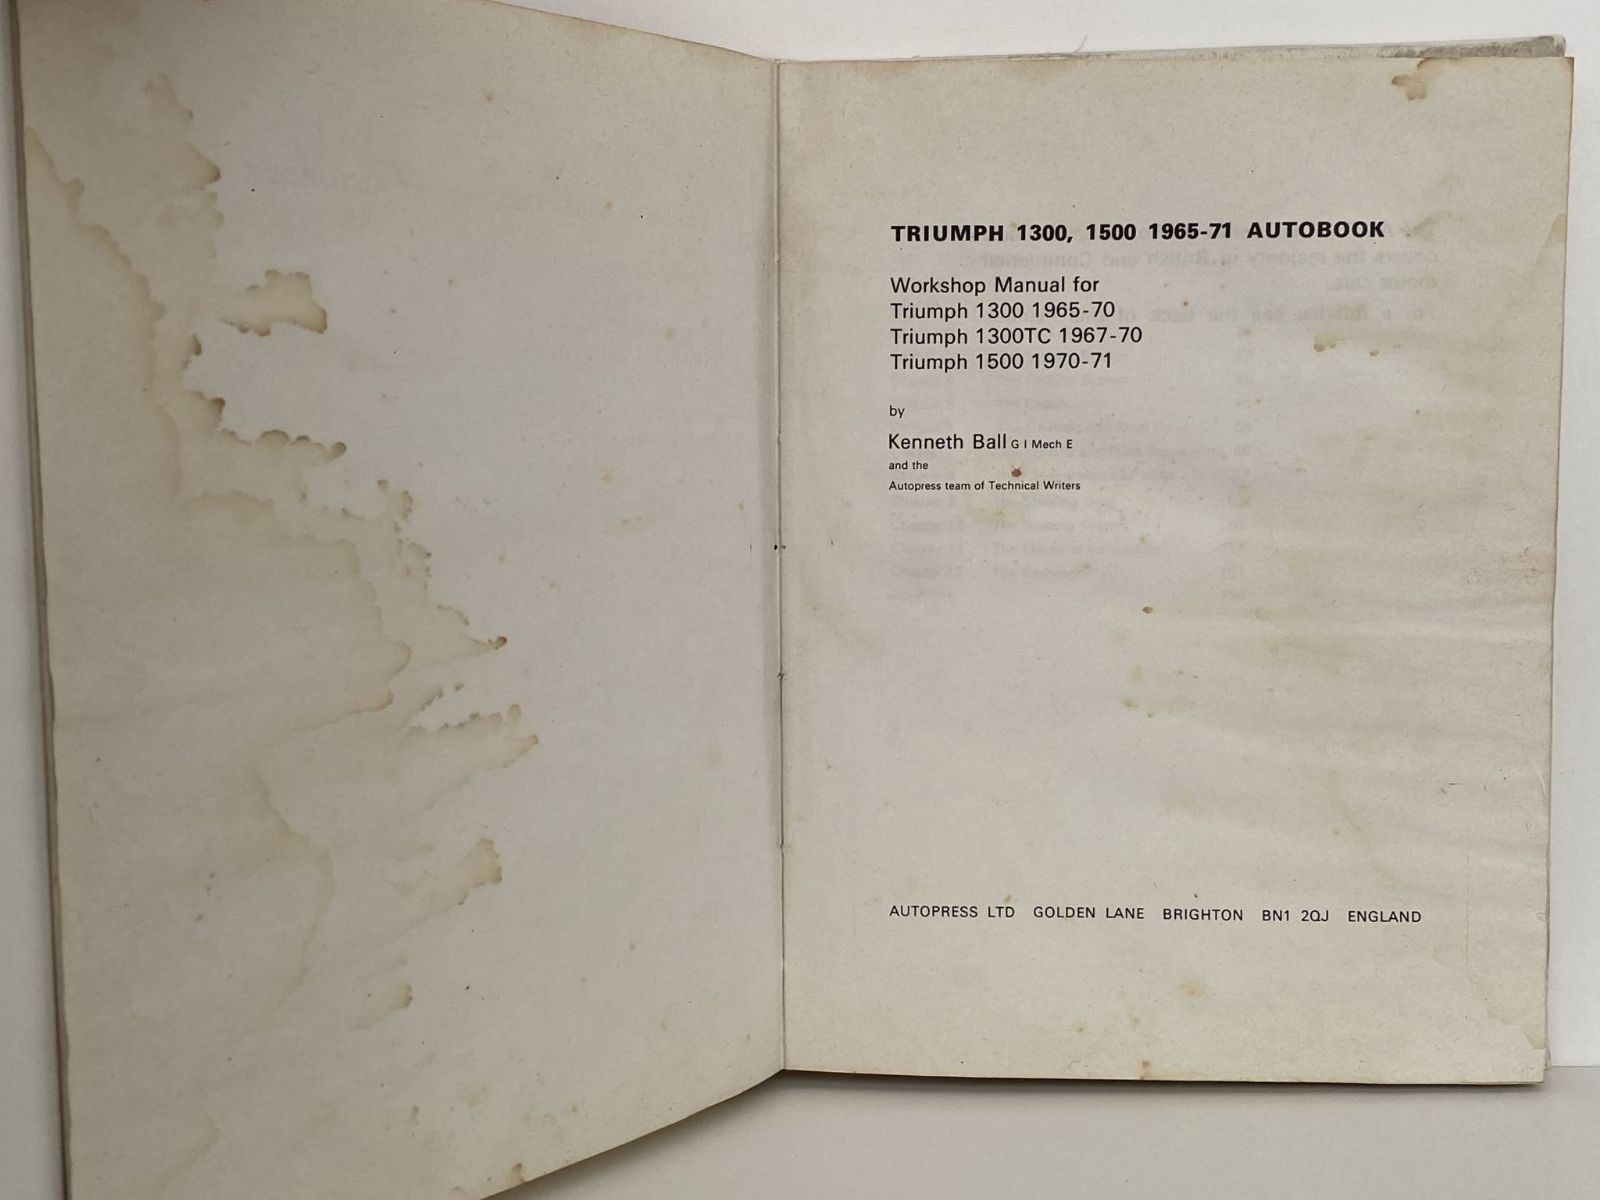 TRIUMPH 1300, 1500 1965-71 AUTOBOOK
Workshop Manual for
Triumph 1300 1965-70
Triumph 1300TC 1967-70
Triumph 1500 1970-71
by
Kenneth Ball G I Mech E
and the
Autopress team of Technical Writers
AUTOPRESS LTD GOLDEN LANE BRIGHTON BN1 2QJ ENGLAND